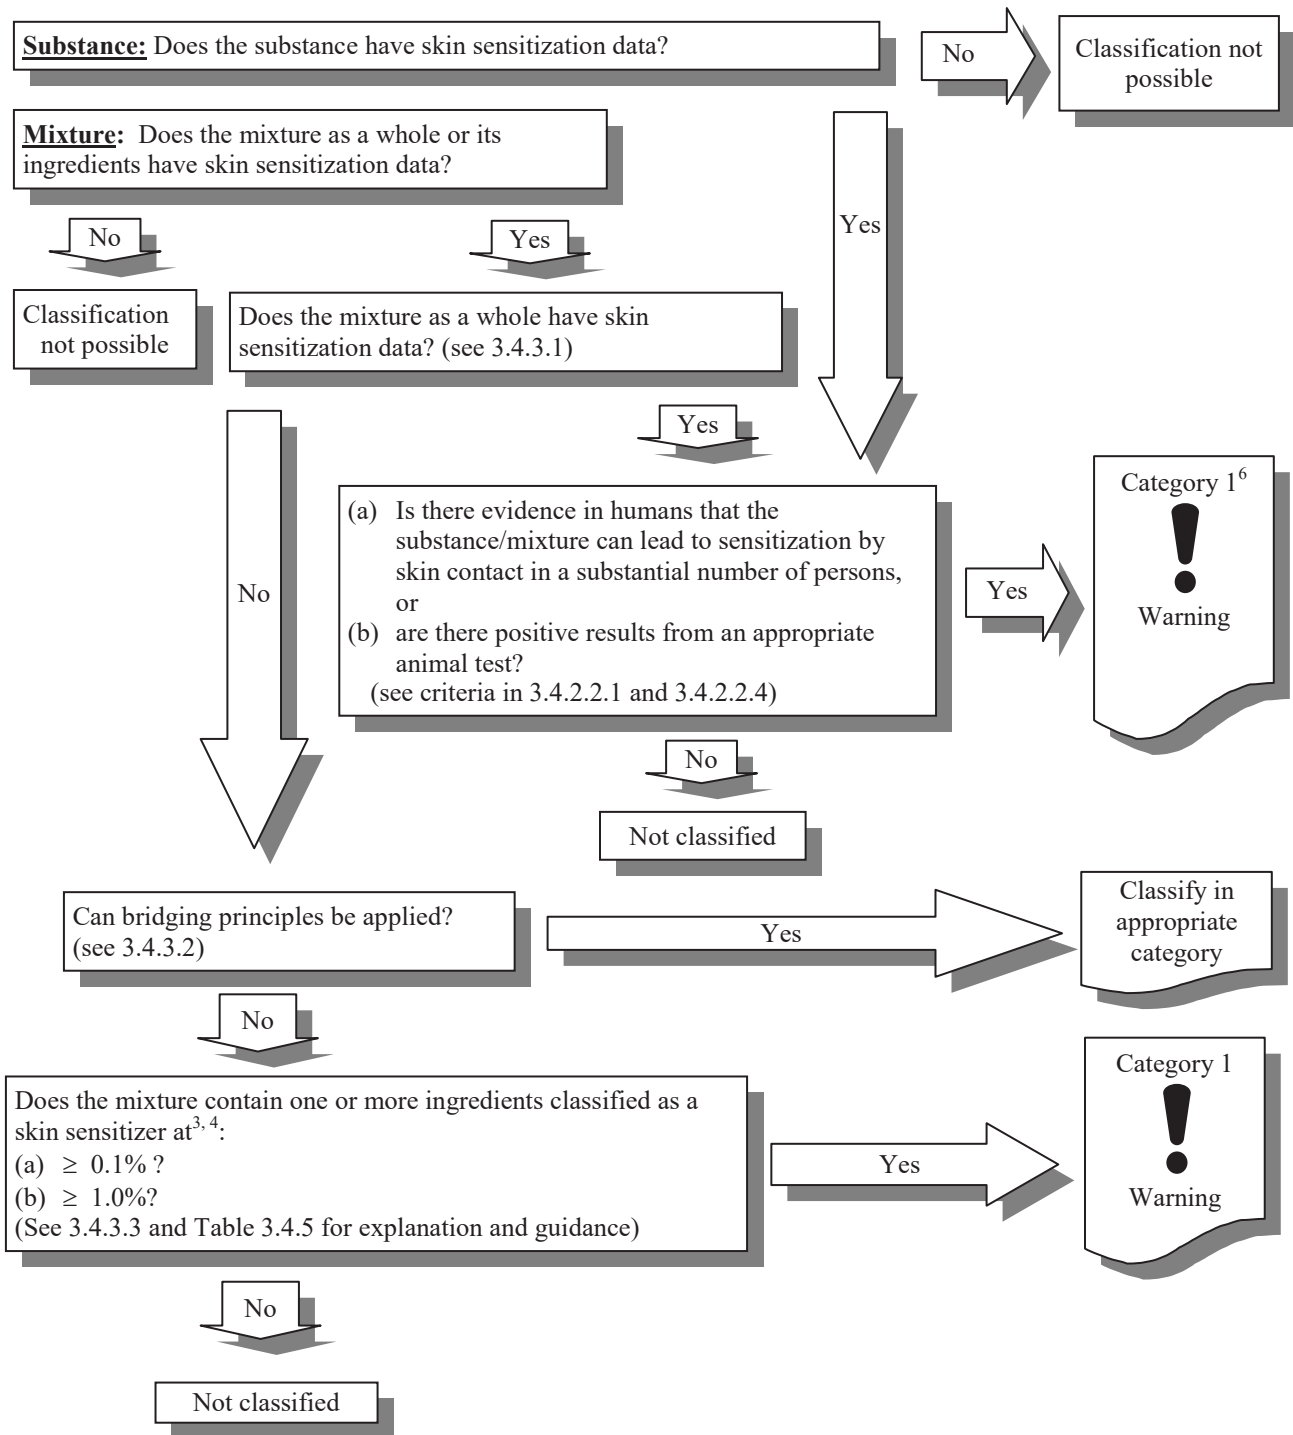 Substance: Does the substance have skin sensitization data?
No
Classification not
possible
Mixture: Does the mixture as a whole or its
ingredients have skin sensitization data?
No
Yes
Yes
Classification
not possible
Does the mixture as a whole have skin
sensitization data? (see 3.4.3.1)
Yes
No
(a) Is there evidence in humans that the
substance/mixture can lead to sensitization by
skin contact in a substantial number of persons,
or
(b) are there positive results from an appropriate
animal test?
(see criteria in 3.4.2.2.1 and 3.4.2.2.4)
Yes
Category 1⁶
Warning
No
Not classified
Can bridging principles be applied?
(see 3.4.3.2)
Yes
Classify in
appropriate
category
No
Does the mixture contain one or more ingredients classified as a
skin sensitizer at³, ⁴:
(a) ≥ 0.1% ?
(b) ≥ 1.0%?
(See 3.4.3.3 and Table 3.4.5 for explanation and guidance)
Yes
Category 1
Warning
No
Not classified